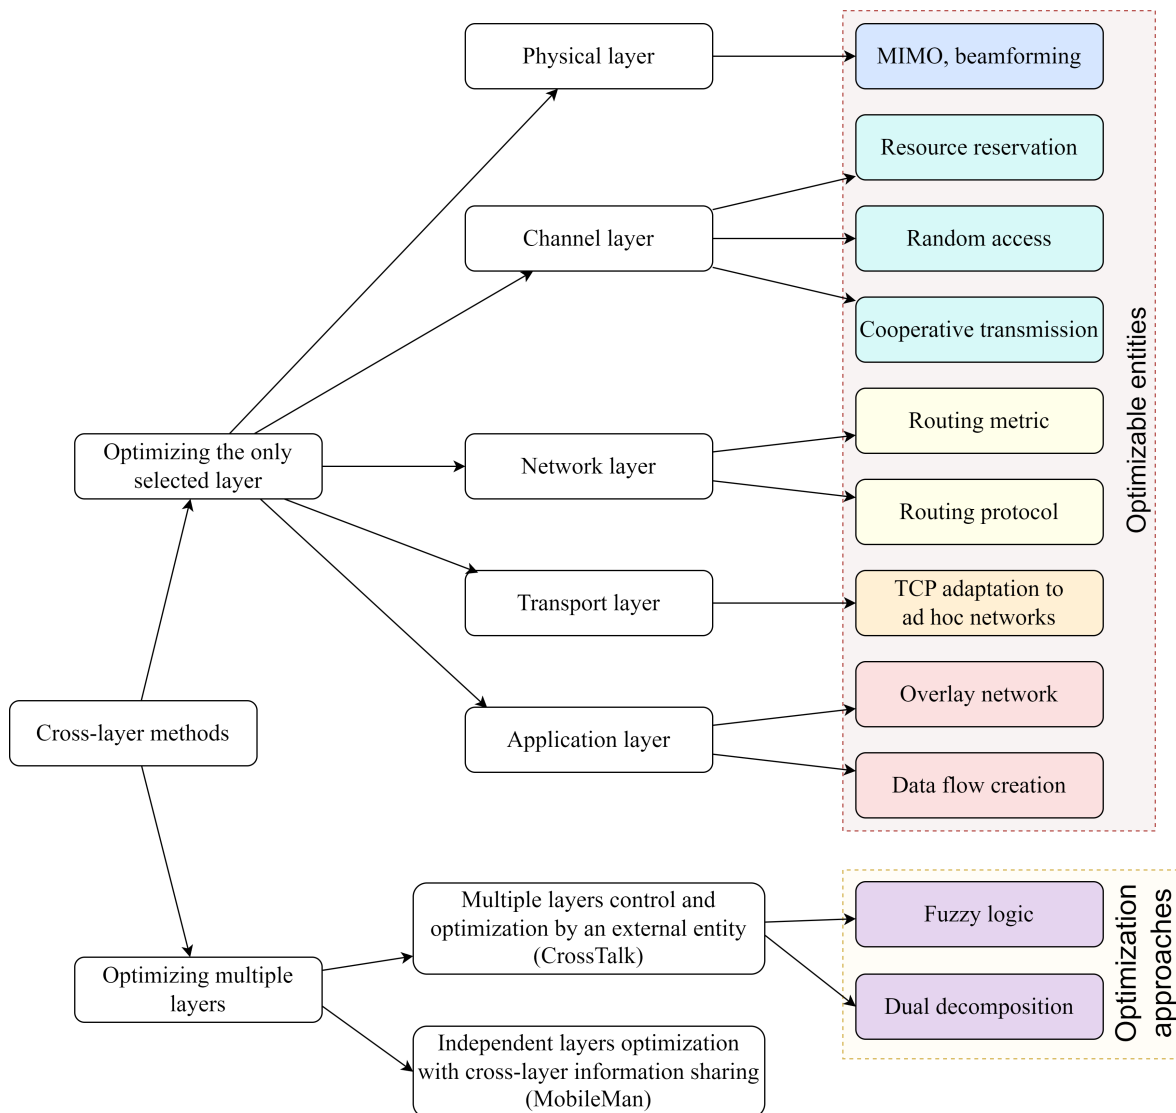 Physical layer
MIMO, beamforming
Resource reservation
Channel layer
Random access
Cooperative transmission
Optimizable entities
Optimizing the only
selected layer
Network layer
Routing metric
Routing protocol
Transport layer
TCP adaptation to
ad hoc networks
Cross-layer methods
Application layer
Overlay network
Data flow creation
Optimizing multiple
layers
Multiple layers control and
optimization by an external entity
(CrossTalk)
Fuzzy logic
Dual decomposition
Optimization
approaches
Independent layers optimization
with cross-layer information sharing
(MobileMan)